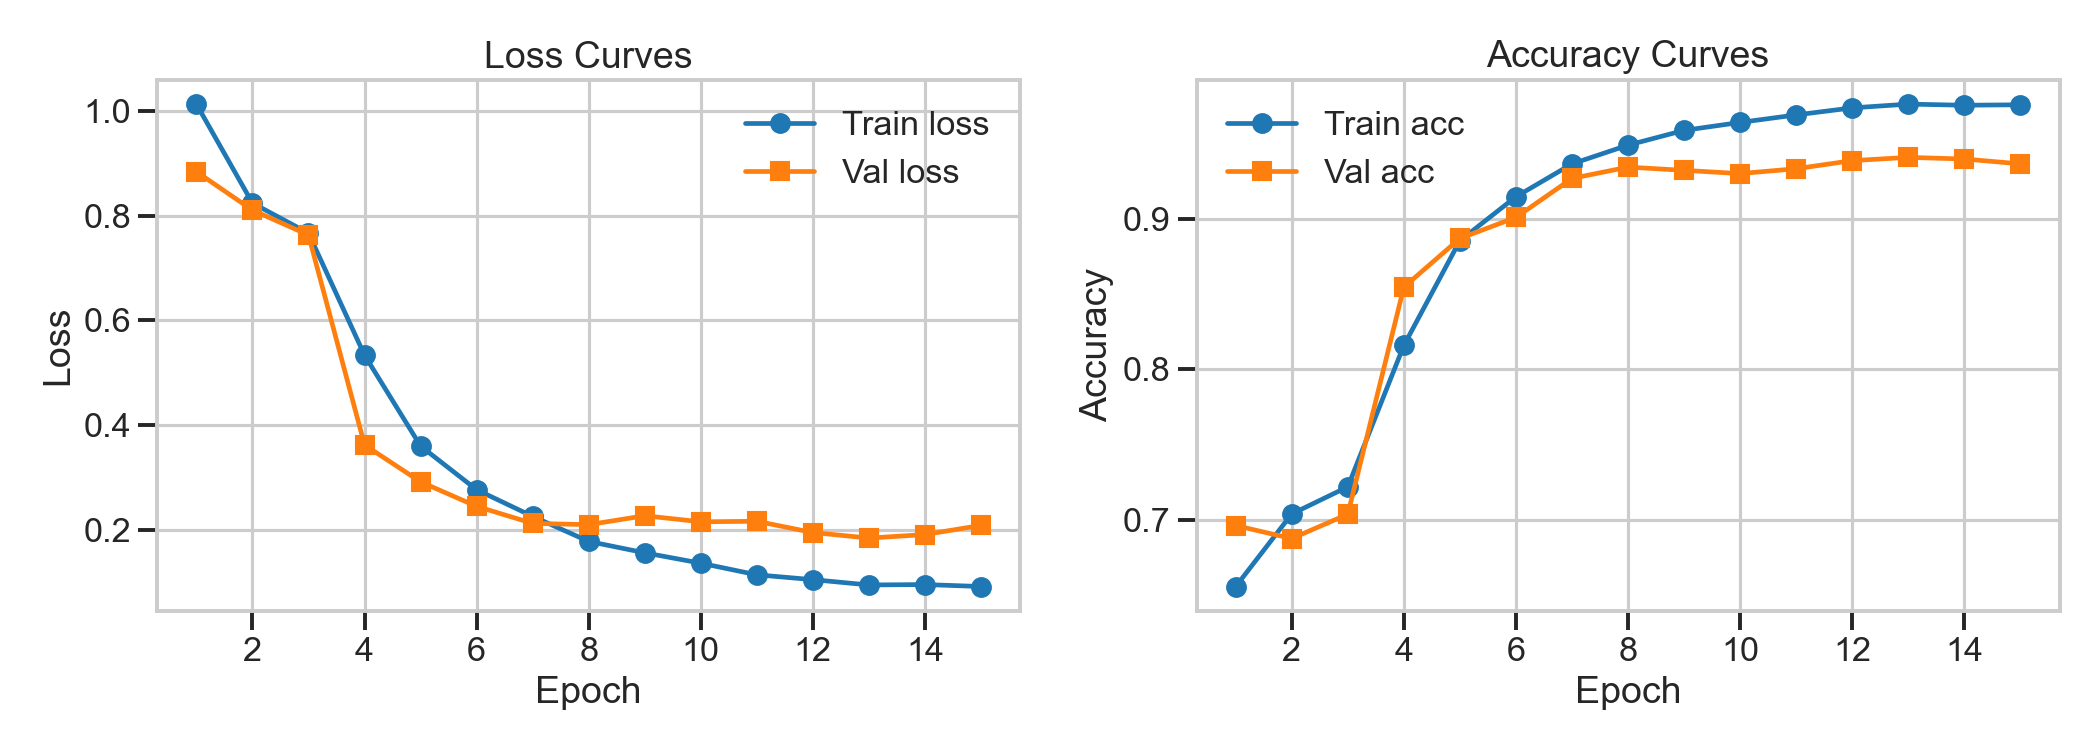 Loss Curves
1.0
0.8
0.6
0.4
0.2
Loss
Train loss
Val loss
2 4 6 8 10 12 14
Epoch
Accuracy Curves
0.9
0.8
0.7
Accuracy
Train acc
Val acc
2 4 6 8 10 12 14
Epoch